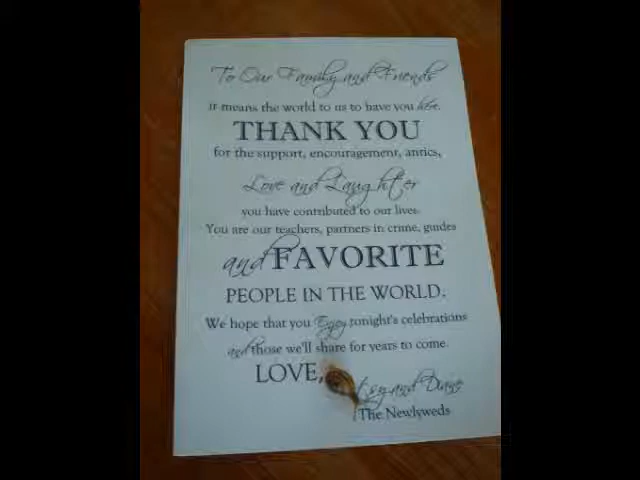 To Our Family and Friends
it means the world to us to have you here.
THANK YOU
for the support, encouragement, antics,
Love and Laughter
you have contributed to our lives.
You are our teachers, partners in crime, guides
and FAVORITE
PEOPLE IN THE WORLD.
We hope that you Enjoy tonight's celebrations
and those we'll share for years to come.
LOVE,
and Diane
The Newlyweds